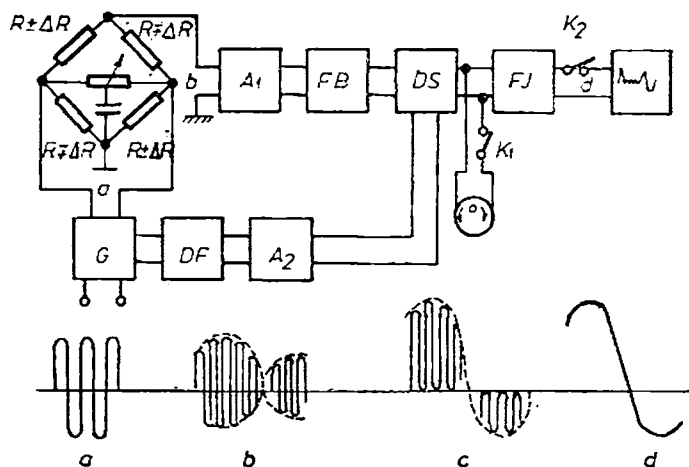 R±ΔR R∓ΔR
K2
b A1 FB DS FJ d
R∓ΔR R±ΔR
K1
a
G DF A2
a b c d